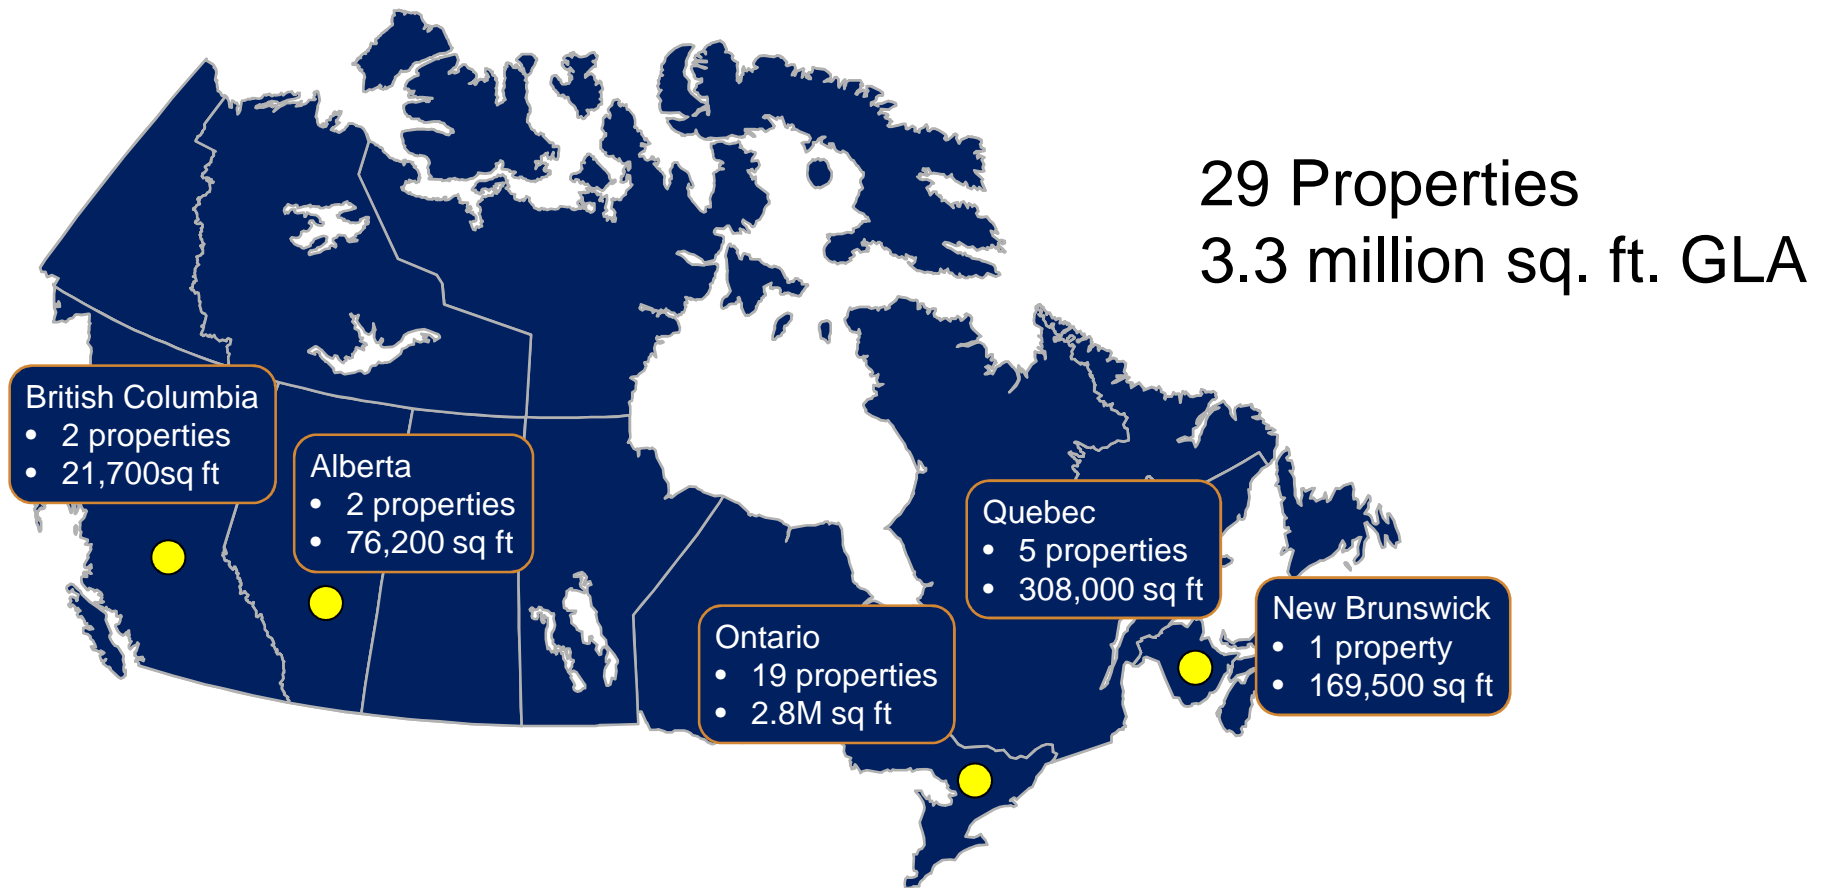 29 Properties
3.3 million sq. ft. GLA
British Columbia
• 2 properties
• 21,700sq ft
Alberta
• 2 properties
• 76,200 sq ft
Quebec
• 5 properties
• 308,000 sq ft
New Brunswick
• 1 property
• 169,500 sq ft
Ontario
• 19 properties
• 2.8M sq ft